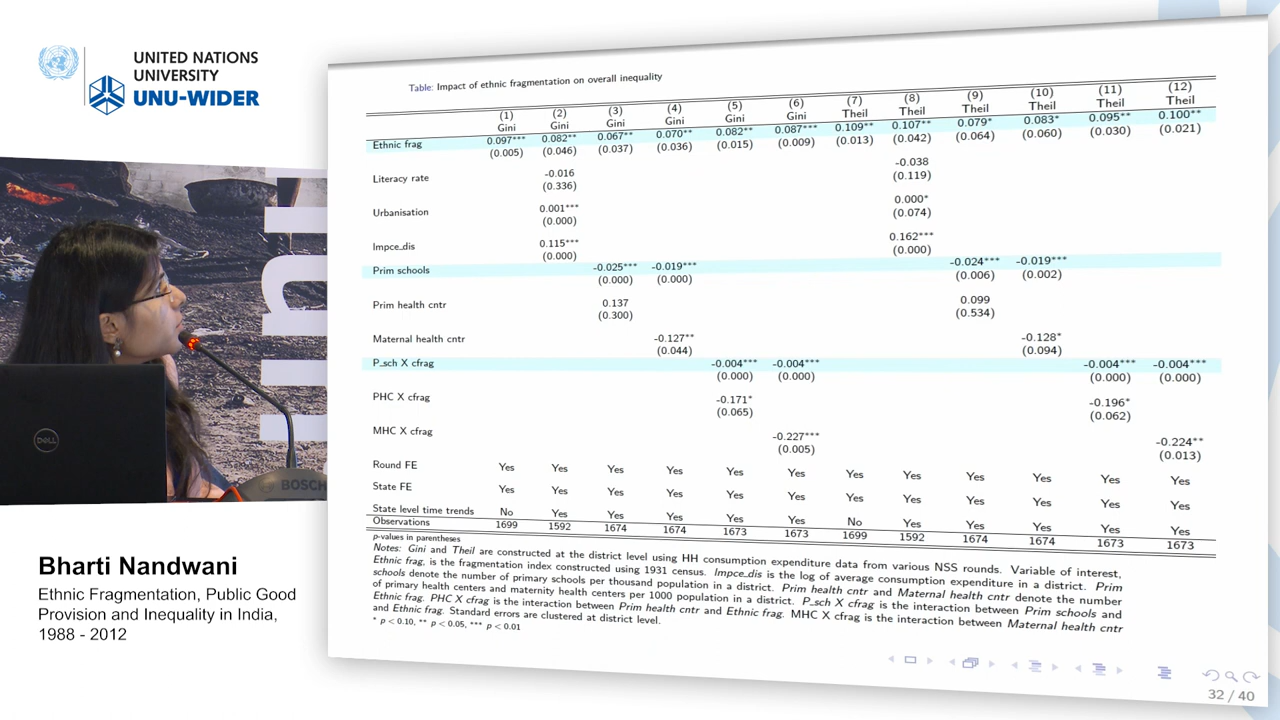 UNITED NATIONS
UNIVERSITY
UNU-WIDER
Table: Impact of ethnic fragmentation on overall inequality
(1) (2) (3) (4) (5) (6) (7) (8) (9) (10) (11) (12)
Gini Gini Gini Gini Gini Gini Theil Theil Theil Theil Theil Theil
Ethnic frag 0.097*** 0.082** 0.067** 0.070** 0.082** 0.087*** 0.109** 0.107** 0.079* 0.083* 0.095** 0.100**
(0.005) (0.046) (0.037) (0.036) (0.015) (0.009) (0.013) (0.042) (0.064) (0.060) (0.030) (0.021)
Literacy rate -0.016 -0.038
(0.336) (0.119)
Urbanisation 0.001*** 0.000*
(0.000) (0.074)
Impce_dis 0.115*** 0.162***
(0.000) (0.000)
Prim schools -0.025*** -0.019*** -0.024*** -0.019***
(0.000) (0.000) (0.006) (0.002)
Prim health cntr 0.137 0.099
(0.300) (0.534)
Maternal health cntr -0.127** -0.128*
(0.044) (0.094)
P_sch X cfrag -0.004*** -0.004*** -0.004*** -0.004***
(0.000) (0.000) (0.000) (0.000)
PHC X cfrag -0.171* -0.196*
(0.065) (0.062)
MHC X cfrag -0.227*** -0.224**
(0.005) (0.013)
Round FE Yes Yes Yes Yes Yes Yes Yes Yes Yes Yes Yes Yes
State FE Yes Yes Yes Yes Yes Yes Yes Yes Yes Yes Yes Yes
State level time trends No Yes Yes Yes Yes Yes No Yes Yes Yes Yes Yes
Observations 1699 1592 1674 1674 1673 1673 1699 1592 1674 1674 1673 1673
p-values in parentheses
Notes: Gini and Theil are constructed at the district level using HH consumption expenditure data from various NSS rounds. Variable of interest,
Ethnic frag, is the fragmentation index constructed using 1931 census. Impce_dis is the log of average consumption expenditure in a district. Prim
schools denote the number of primary schools per thousand population in a district. Prim health cntr and Maternal health cntr denote the number
of primary health centers and maternity health centers per 1000 population in a district. P_sch X cfrag is the interaction between Prim schools and
Ethnic frag. PHC X cfrag is the interaction between Prim health cntr and Ethnic frag. MHC X cfrag is the interaction between Maternal health cntr
and Ethnic frag. Standard errors are clustered at district level.
* p < 0.10, ** p < 0.05, *** p < 0.01
32 / 40
DELL
BOSCH
Bharti Nandwani
Ethnic Fragmentation, Public Good
Provision and Inequality in India,
1988 - 2012